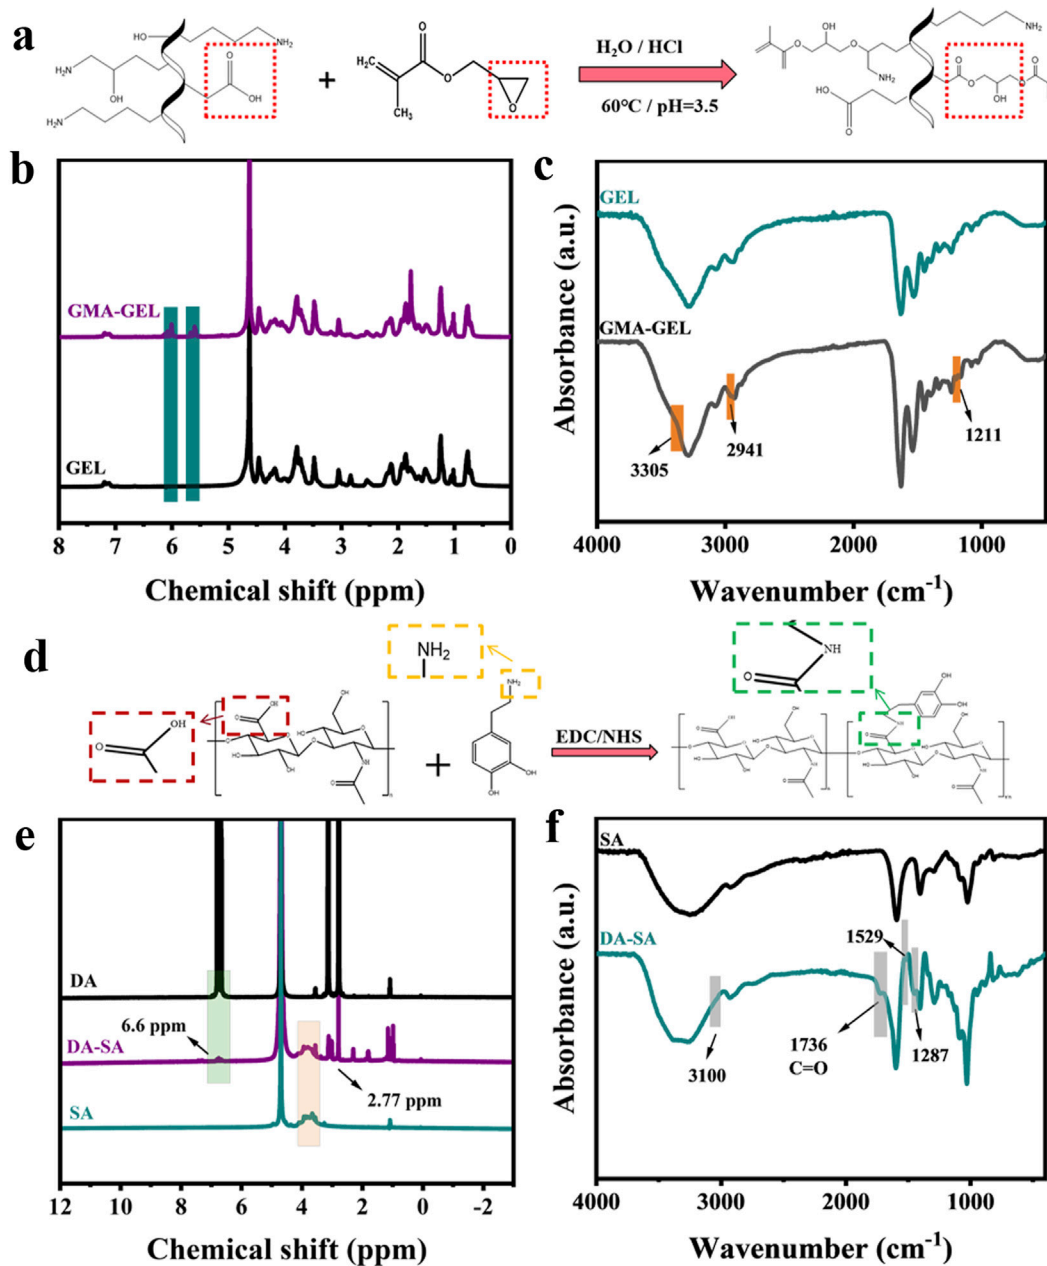 a
HO
NH₂
H₂N
OH
O
OH
H₂N
+
H₂C
O
O
CH₃
O
H₂O / HCl
60°C / pH=3.5
O
O
OH
O
NH₂
NH₂
O
O
OH
O
HO
O
b
GMA-GEL
GEL
8 7 6 5 4 3 2 1 0
Chemical shift (ppm)
c
GEL
GMA-GEL
3305
2941
1211
Absorbance (a.u.)
4000 3000 2000 1000
Wavenumber (cm⁻¹)
d
NH₂
NH₂
OH
O
OH
OH
+
EDC/NHS
O
NH
e
DA
6.6 ppm
DA-SA
2.77 ppm
SA
12 10 8 6 4 2 0 -2
Chemical shift (ppm)
f
SA
DA-SA
1529
3100
1736
C=O
1287
Absorbance (a.u.)
4000 3000 2000 1000
Wavenumber (cm⁻¹)